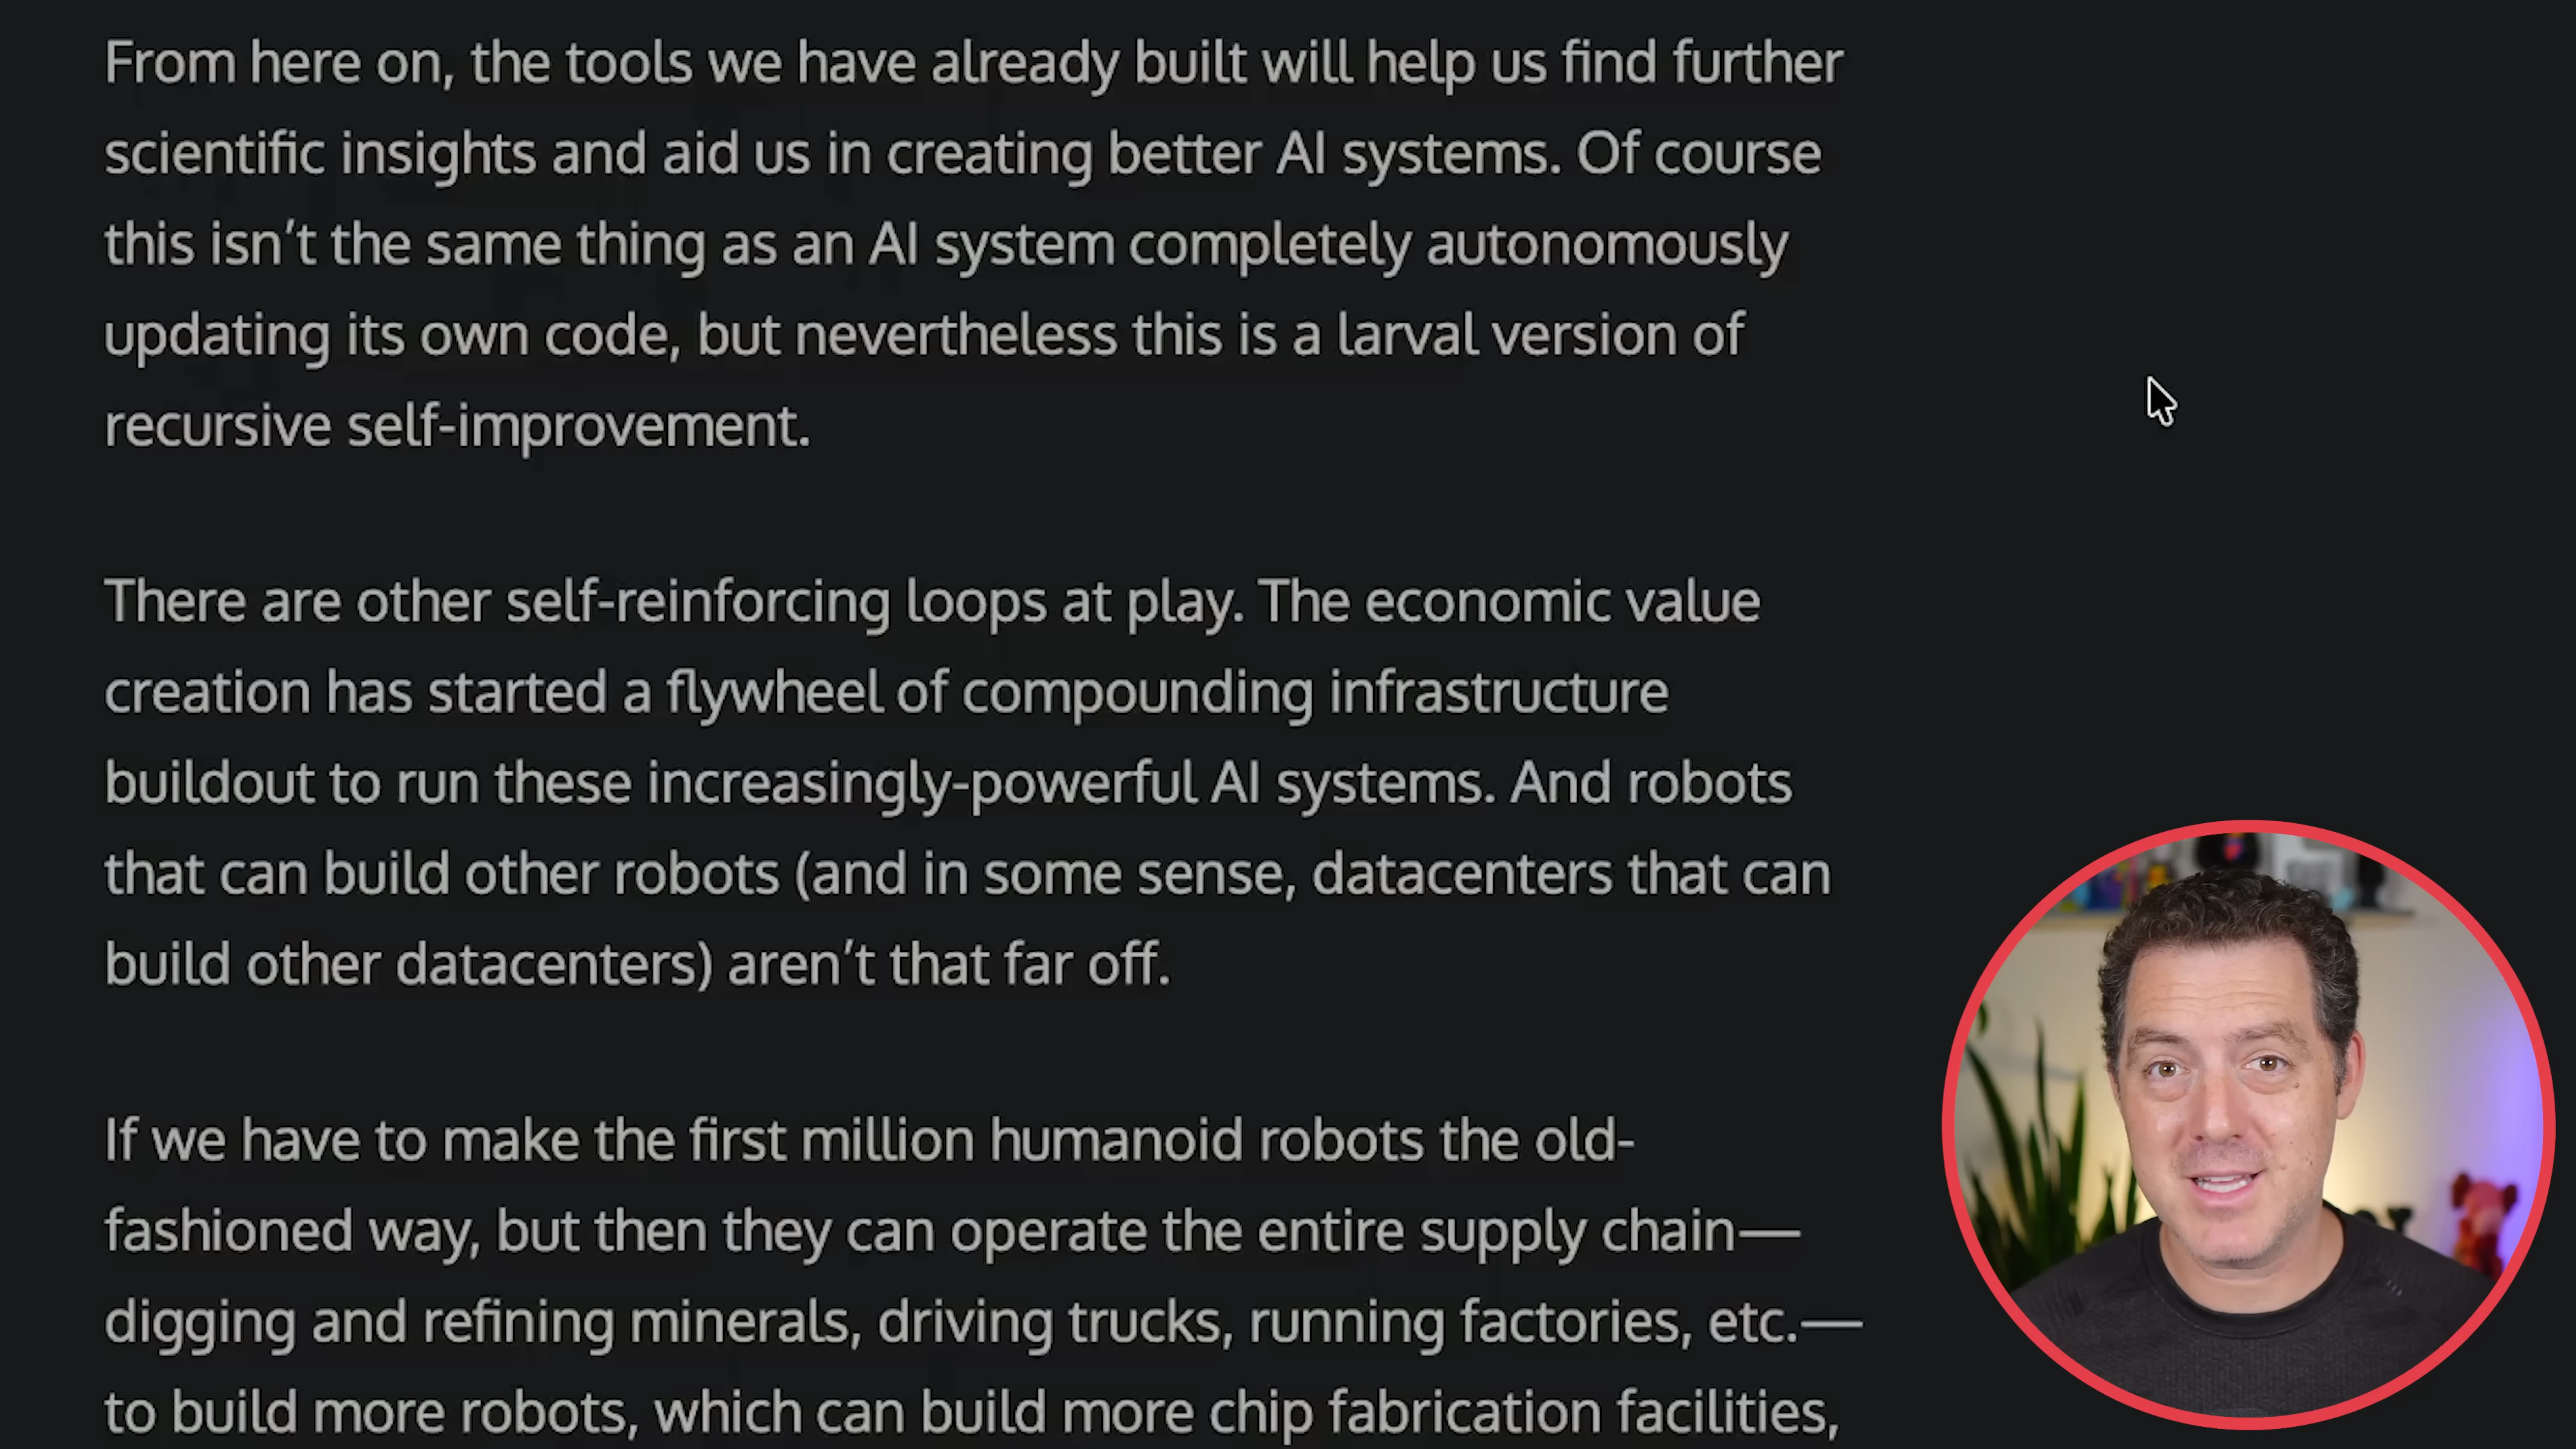 From here on, the tools we have already built will help us find further
scientific insights and aid us in creating better AI systems. Of course
this isn’t the same thing as an AI system completely autonomously
updating its own code, but nevertheless this is a larval version of
recursive self-improvement.
There are other self-reinforcing loops at play. The economic value
creation has started a flywheel of compounding infrastructure
buildout to run these increasingly-powerful AI systems. And robots
that can build other robots (and in some sense, datacenters that can
build other datacenters) aren’t that far off.
If we have to make the first million humanoid robots the old-
fashioned way, but then they can operate the entire supply chain—
digging and refining minerals, driving trucks, running factories, etc.—
to build more robots, which can build more chip fabrication facilities,